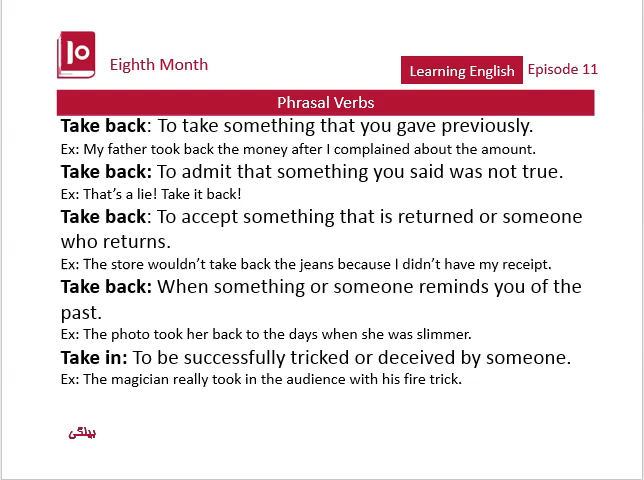 Eighth Month
Learning English
Episode 11
Phrasal Verbs
Take back: To take something that you gave previously.
Ex: My father took back the money after I complained about the amount.
Take back: To admit that something you said was not true.
Ex: That's a lie! Take it back!
Take back: To accept something that is returned or someone
who returns.
Ex: The store wouldn't take back the jeans because I didn't have my receipt.
Take back: When something or someone reminds you of the
past.
Ex: The photo took her back to the days when she was slimmer.
Take in: To be successfully tricked or deceived by someone.
Ex: The magician really took in the audience with his fire trick.